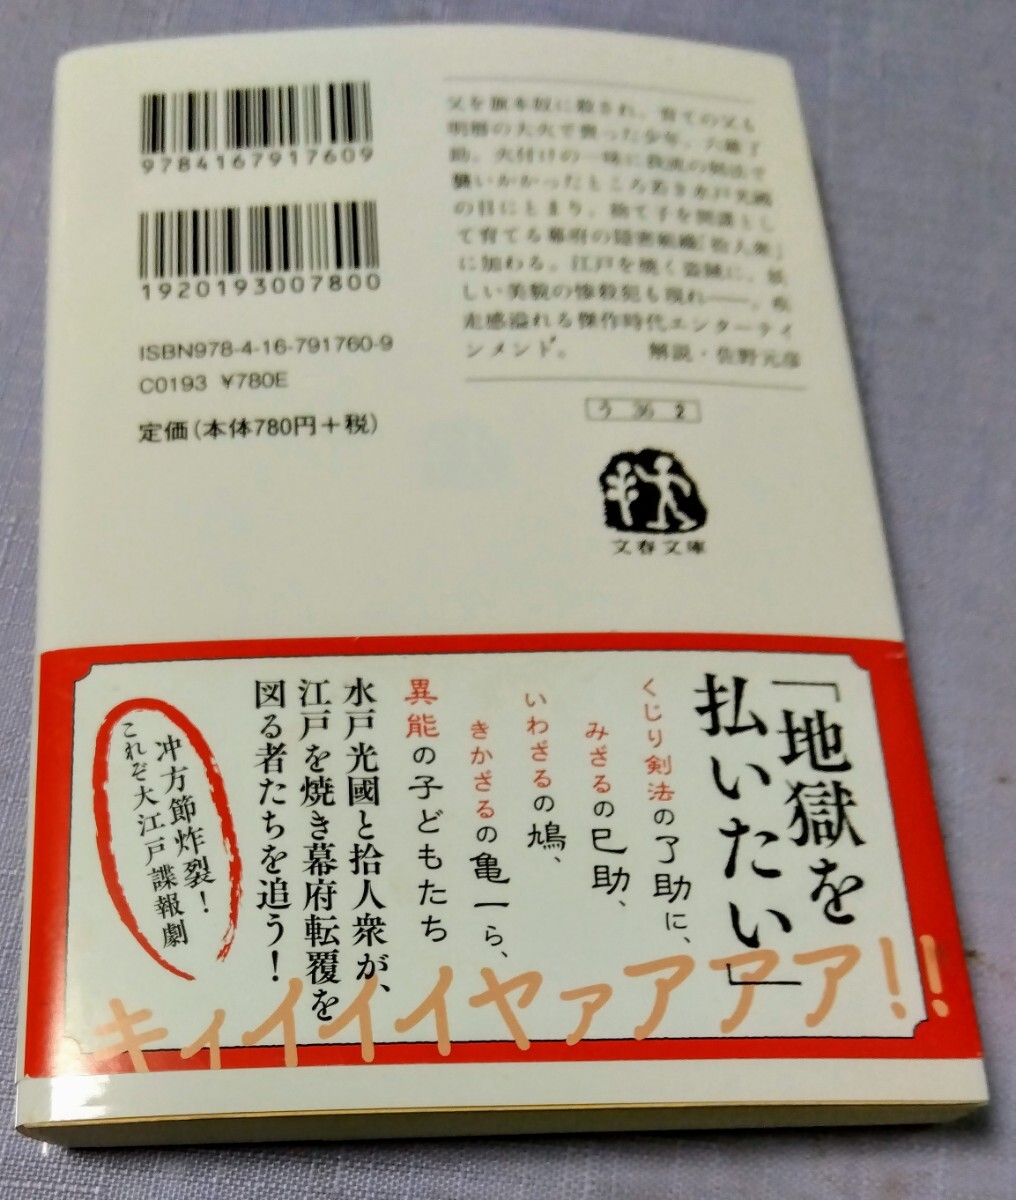 9784167917609
1920193007800
ISBN978-4-16-791760-9
C0193 ¥780E
定価(本体780円+税)
父を旗本奴に殺され、育ての父も
明暦の大火で喪った少年、六維了
助。火付けの一味に我流の剣法で
襲いかかったところ若き水戸光國
の目にとまり、捨て子を間諜とし
て育てる幕府の隠密組織「拾人衆」
に加わる。江戸を焼く盗賊に、妖
しい美貌の惨殺犯も現れ――。疾
走感溢れる傑作時代エンターテイ
ンメント゛。 解説・佐野元彦
う 36 2
文春文庫
「地獄を
払いたい」
くじり剣法の了助に、
みざるの巳助、
いわざるの鳩、
きかざるの亀一ら、
異能の子どもたち
水戸光國と拾人衆が、
江戸を焼き幕府転覆を
図る者たちを追う!
冲方節炸裂!
これぞ大江戸諜報劇
キィイイイヤァアアア!!